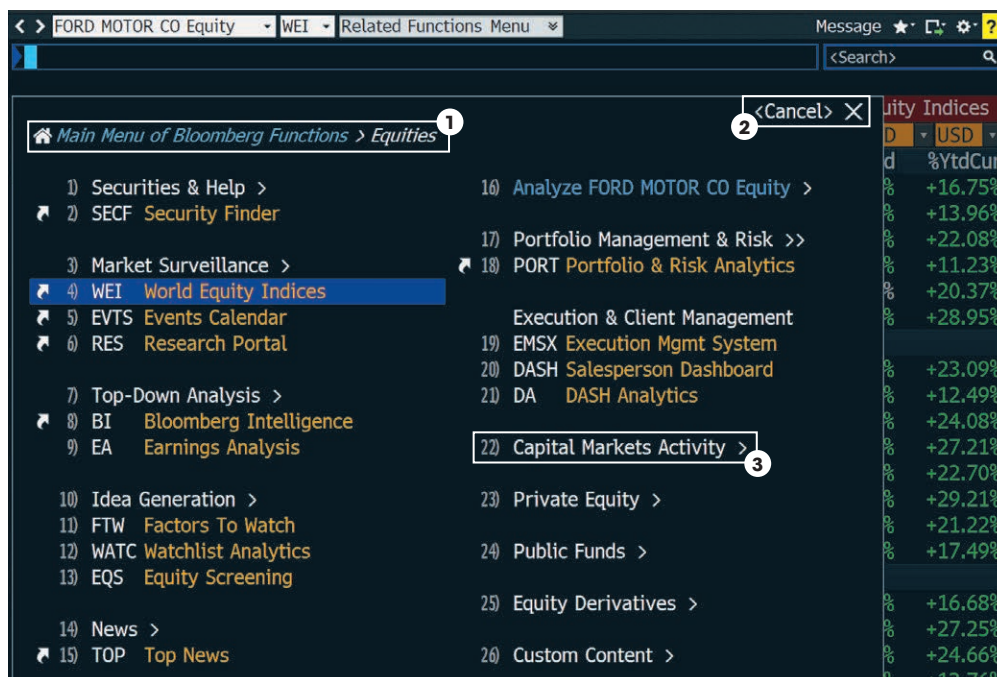 < > FORD MOTOR CO Equity WEI Related Functions Menu Message ?
<Search>
Main Menu of Bloomberg Functions > Equities 1
2 <Cancel> X
uity Indices
D USD
d %YtdCur
1) Securities & Help >
2) SECF Security Finder
3) Market Surveillance >
4) WEI World Equity Indices
5) EVTS Events Calendar
6) RES Research Portal
7) Top-Down Analysis >
8) BI Bloomberg Intelligence
9) EA Earnings Analysis
10) Idea Generation >
11) FTW Factors To Watch
12) WATC Watchlist Analytics
13) EQS Equity Screening
14) News >
15) TOP Top News
16) Analyze FORD MOTOR CO Equity >
17) Portfolio Management & Risk >>
18) PORT Portfolio & Risk Analytics
Execution & Client Management
19) EMSX Execution Mgmt System
20) DASH Salesperson Dashboard
21) DA DASH Analytics
22) Capital Markets Activity > 3
23) Private Equity >
24) Public Funds >
25) Equity Derivatives >
26) Custom Content >
% +16.75%
% +13.96%
% +22.08%
% +11.23%
% +20.37%
% +28.95%
% +23.09%
% +12.49%
% +24.08%
% +27.21%
% +22.70%
% +29.21%
% +21.22%
% +17.49%
% +16.68%
% +27.25%
% +24.66%